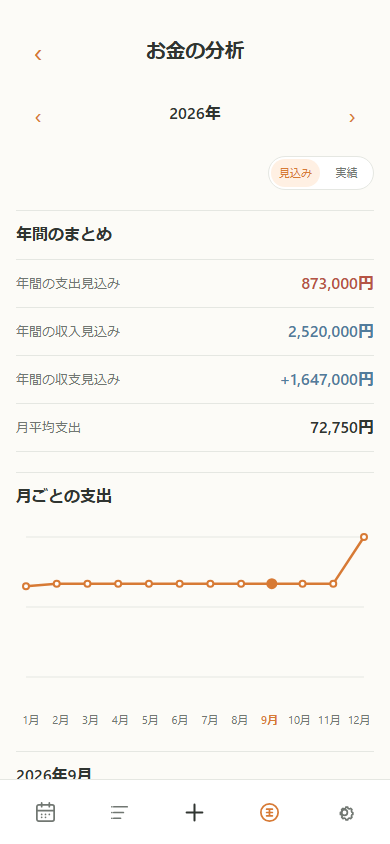 お金の分析
2026年
見込み 実績
年間のまとめ
年間の支出見込み 873,000円
年間の収入見込み 2,520,000円
年間の収支見込み +1,647,000円
月平均支出 72,750円
月ごとの支出
1月 2月 3月 4月 5月 6月 7月 8月 9月 10月 11月 12月
2026年9月